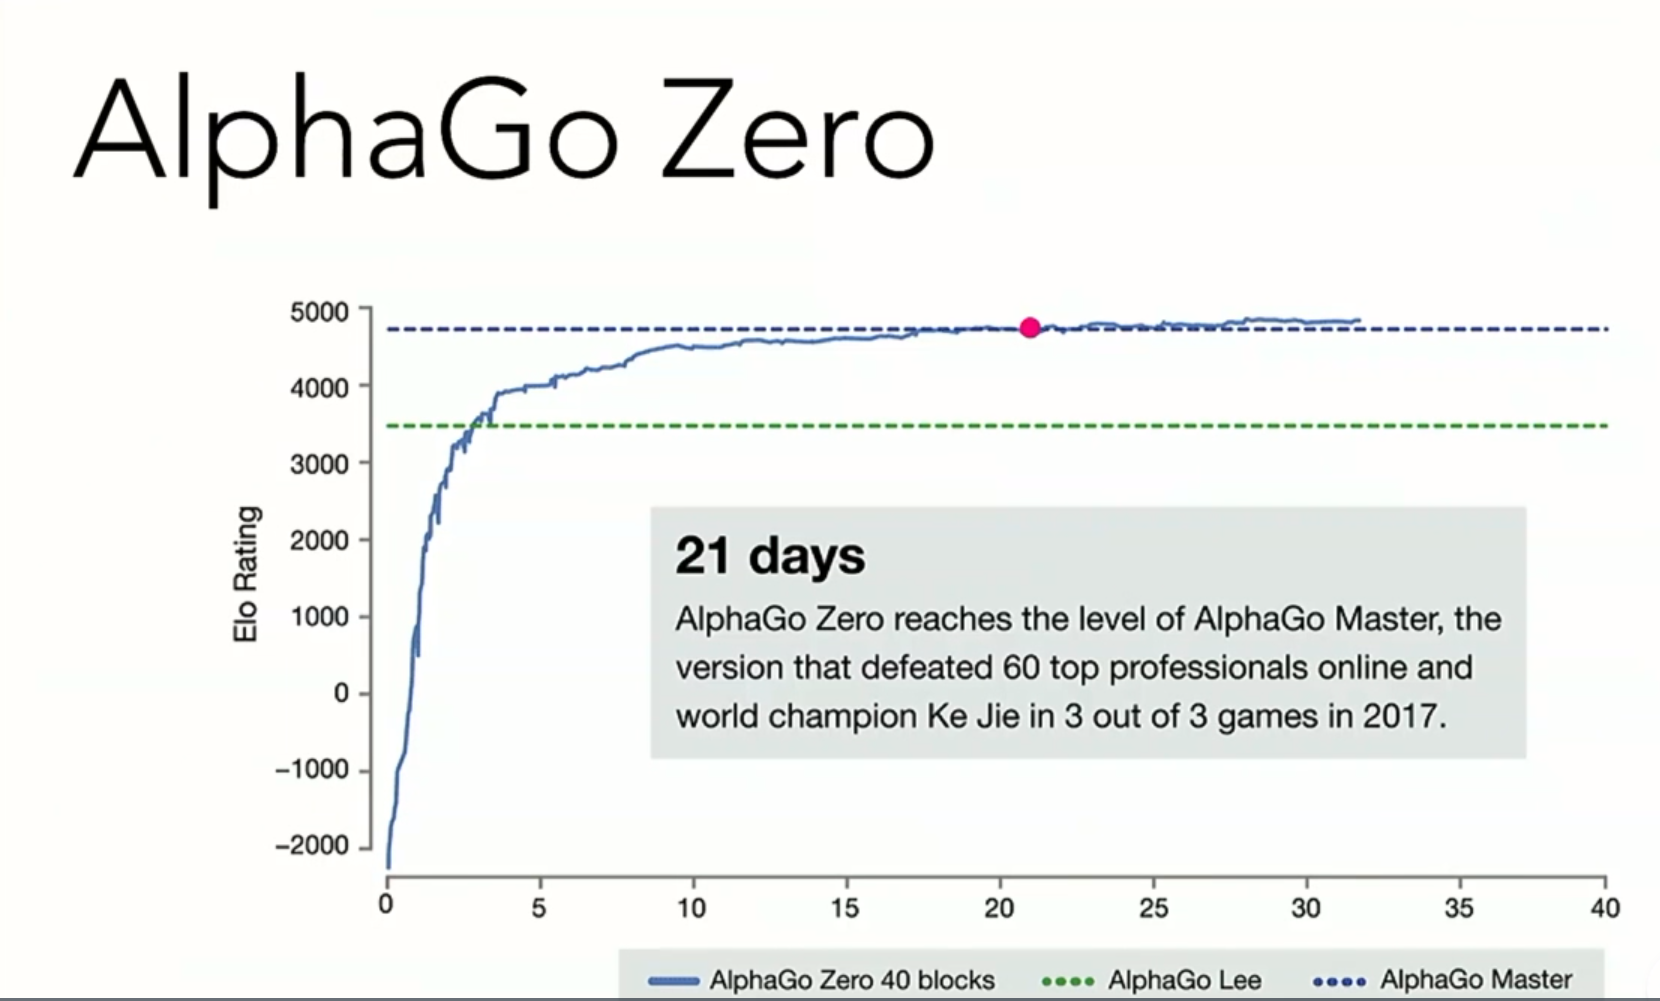 AlphaGo Zero
5000
4000
3000
2000
1000
0
−1000
−2000
Elo Rating
21 days
AlphaGo Zero reaches the level of AlphaGo Master, the
version that defeated 60 top professionals online and
world champion Ke Jie in 3 out of 3 games in 2017.
0 5 10 15 20 25 30 35 40
AlphaGo Zero 40 blocks AlphaGo Lee AlphaGo Master